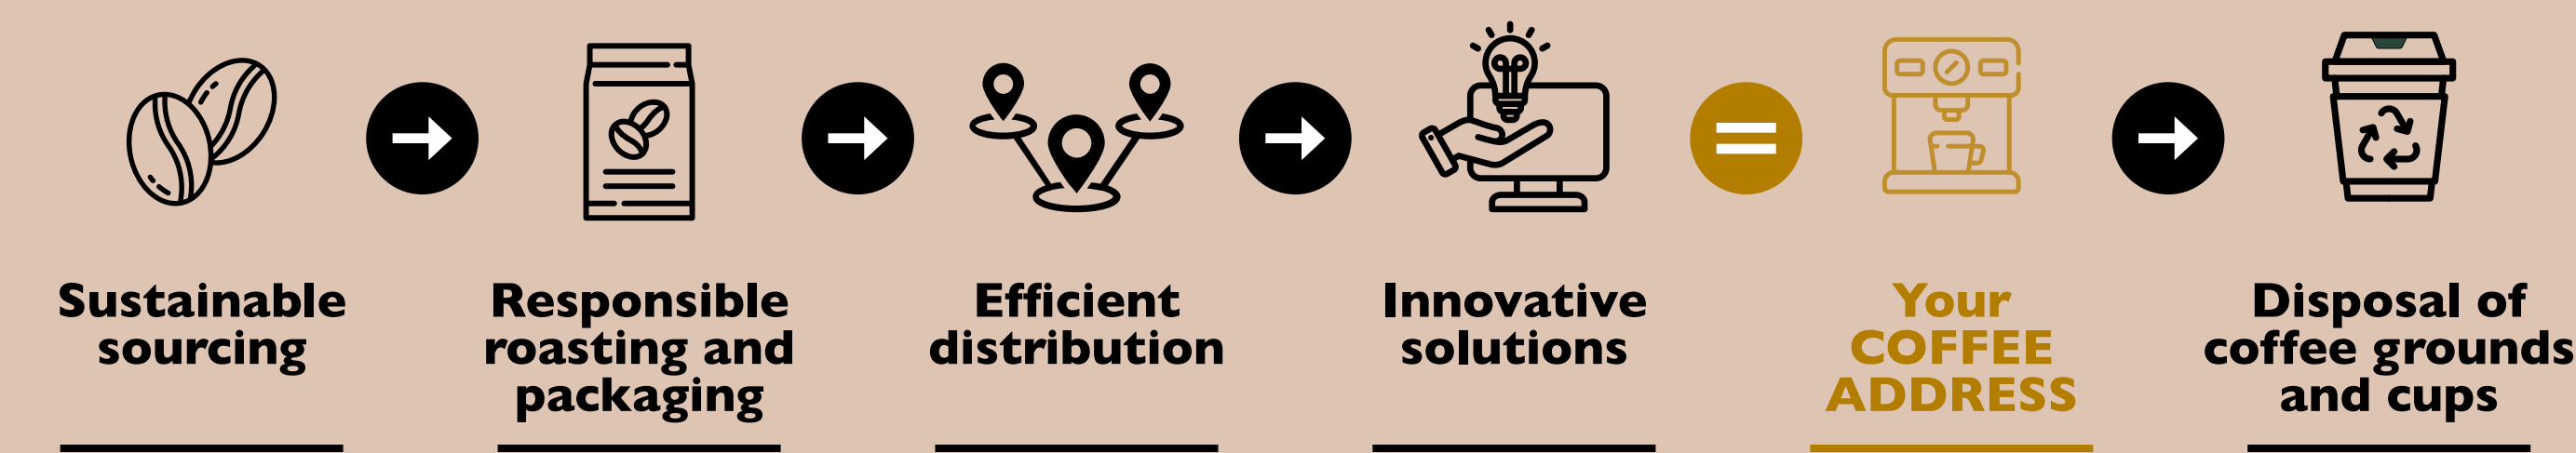 Sustainable
sourcing
Responsible
roasting and
packaging
Efficient
distribution
Innovative
solutions
Your
COFFEE
ADDRESS
Disposal of
coffee grounds
and cups